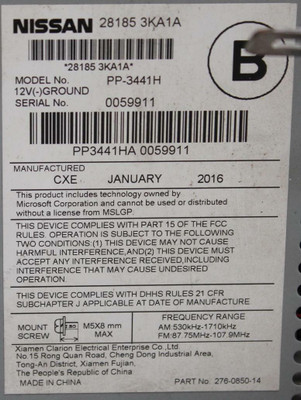 NISSAN 28185 3KA1A
*28185 3KA1A*
B
MODEL No. PP-3441H
12V(-)GROUND
SERIAL No. 0059911
PP3441HA 0059911
MANUFACTURED
CXE JANUARY 2016
This product includes technology owned by
Microsoft Corporation and cannot be used or distributed
without a license from MSLGP.
THIS DEVICE COMPLIES WITH PART 15 OF THE FCC
RULES. OPERATION IS SUBJECT TO THE FOLLOWING
TWO CONDITIONS (1) THIS DEVICE MAY NOT CAUSE
HARMFUL INTERFERENCE,AND(2) THIS DEVICE MUST
ACCEPT ANY INTERFERENCE RECEIVED,INCLUDING
INTERFERENCE THAT MAY CAUSE UNDESIRED
OPERATION
THIS DEVICE COMPLIES WITH DHHS RULES 21 CFR
SUBCHAPTER J APPLICABLE AT DATE OF MANUFACTURE
MOUNT SCREW M5X8 mm MAX
FREQUENCY RANGE
AM:530kHz-1710kHz
FM:87.75MHz-107.9MHz
Xiamen Clarion Electrical Enterprise Co.,Ltd.
No.15 Rong Quan Road, Cheng Dong Industrial Area,
Tong-An District, Xiamen, Fujian,
The People's Republic of China
MADE IN CHINA PART No. 276-0850-14